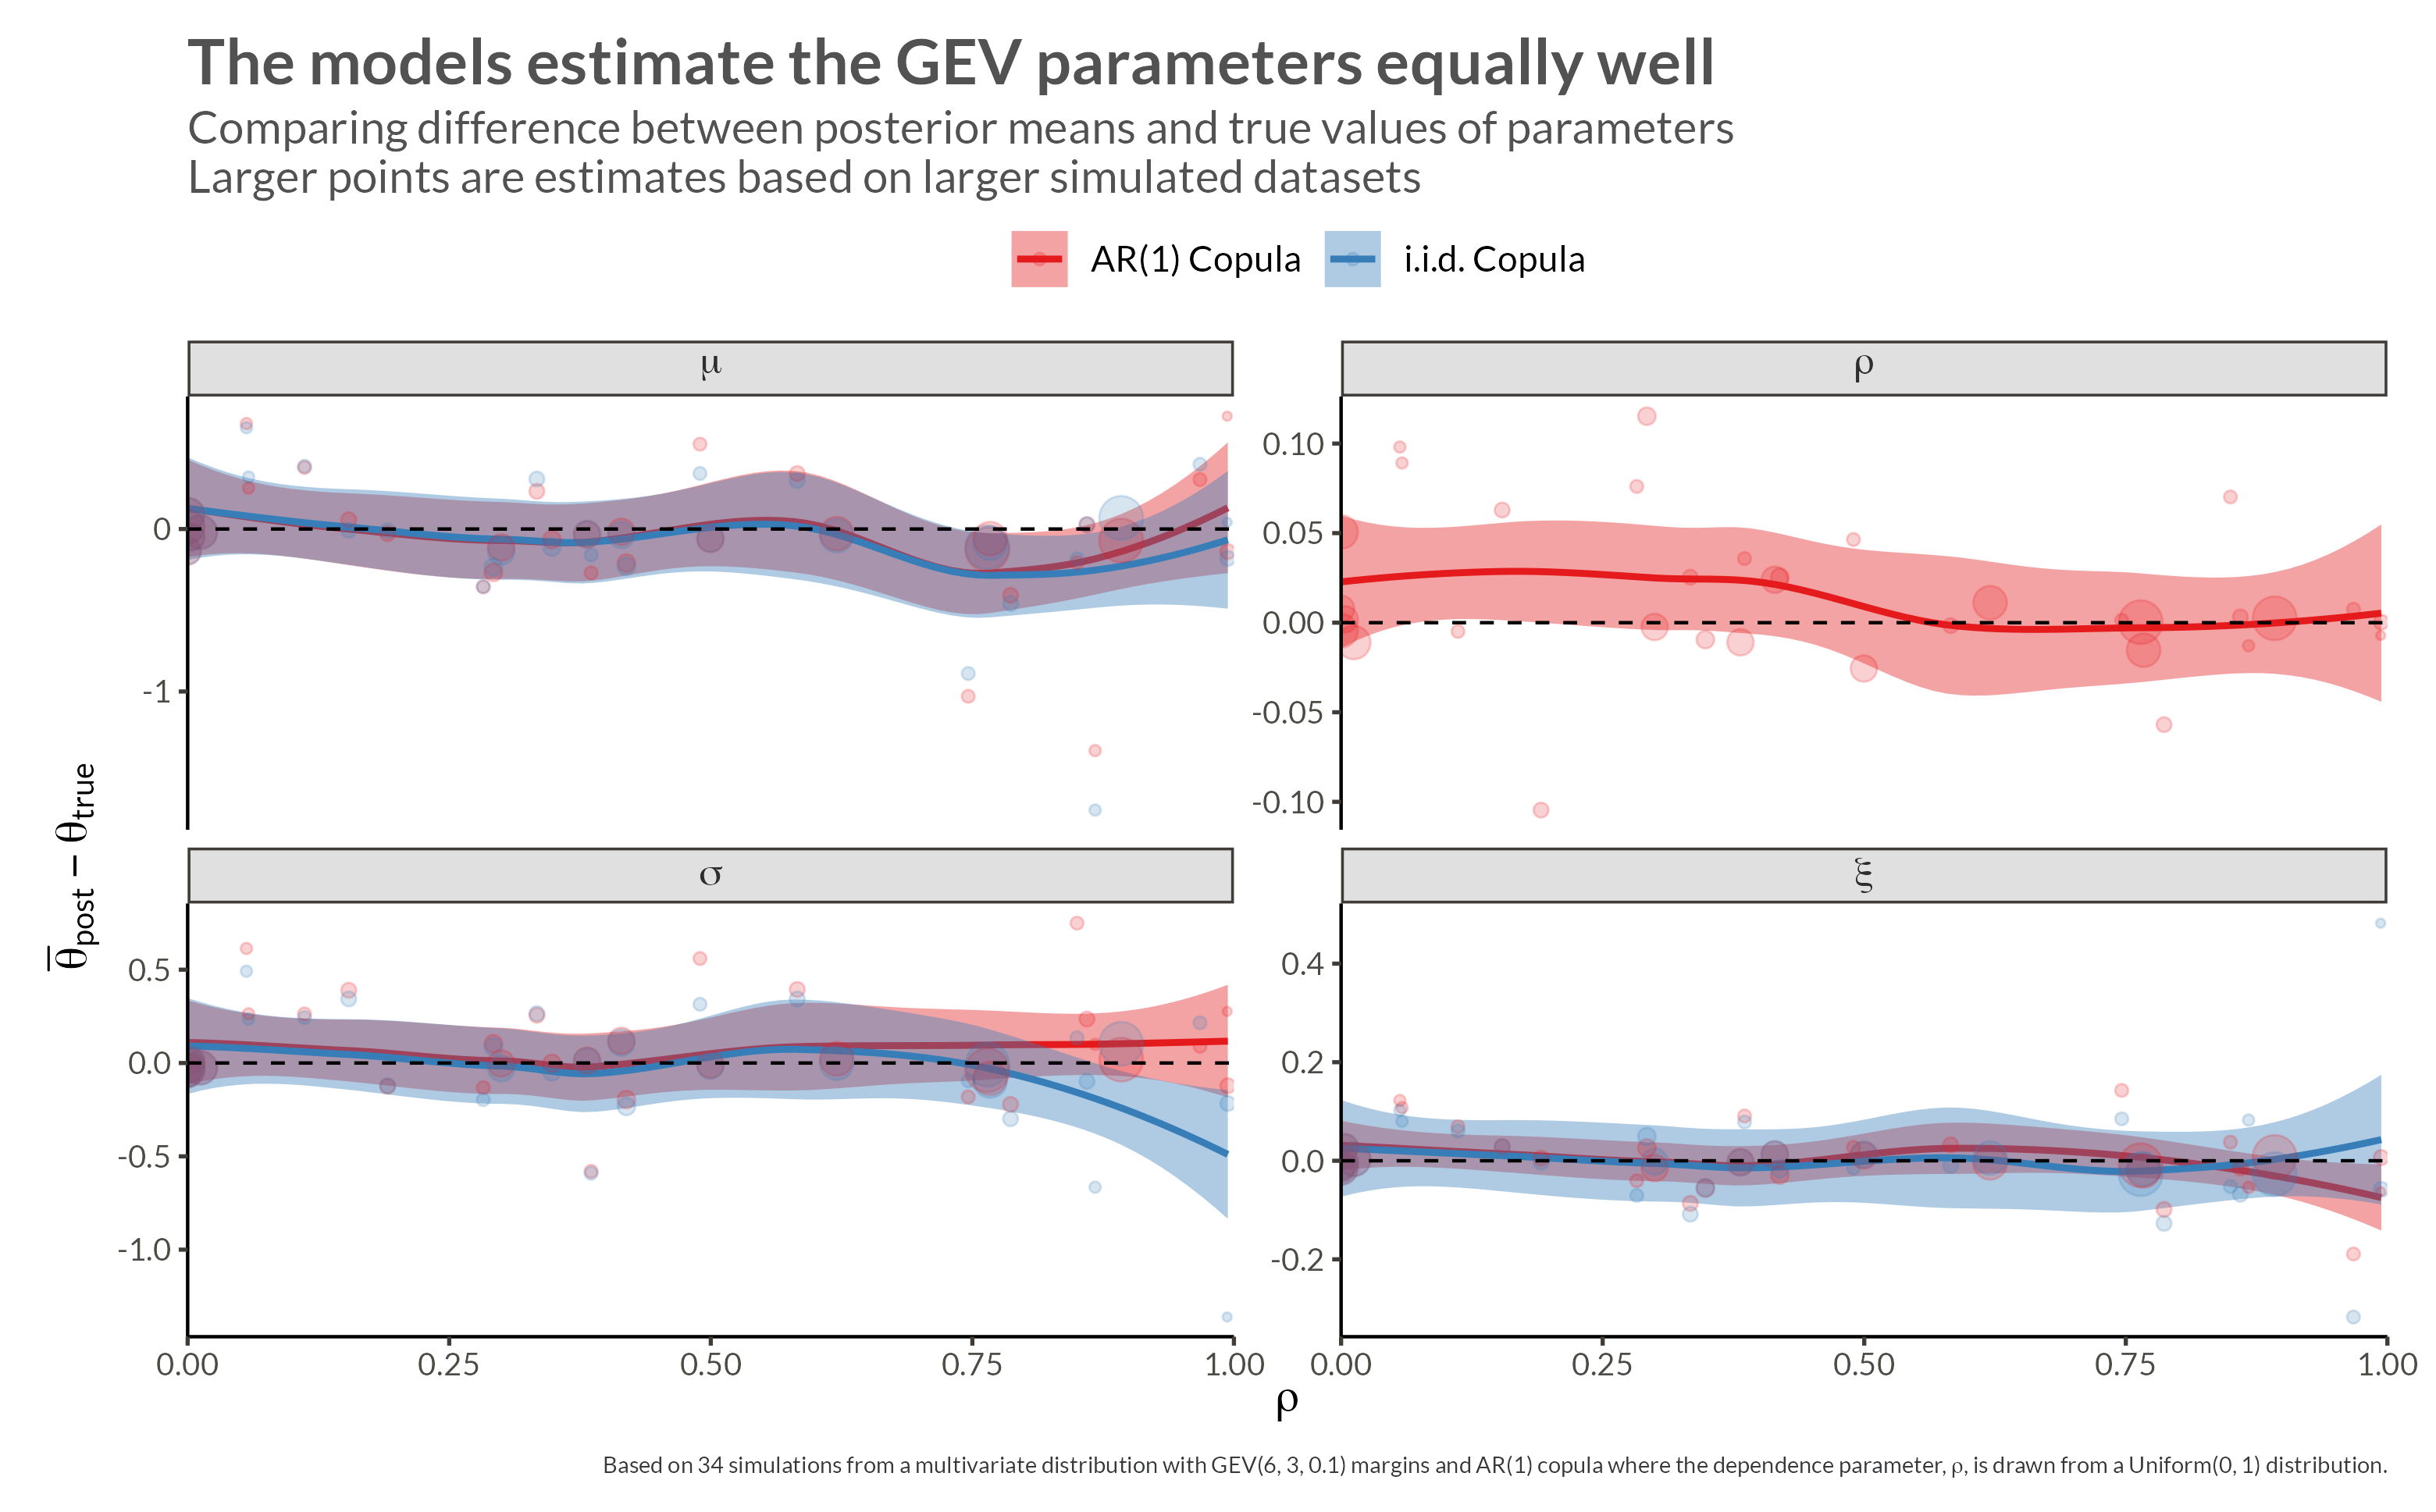 The models estimate the GEV parameters equally well
Comparing difference between posterior means and true values of parameters
Larger points are estimates based on larger simulated datasets
AR(1) Copula i.i.d. Copula
μ
0
-1
ρ
0.10
0.05
0.00
-0.05
-0.10
σ
0.5
0.0
-0.5
-1.0
0.00 0.25 0.50 0.75 1.00
ξ
0.4
0.2
0.0
-0.2
0.00 0.25 0.50 0.75 1.00
θ̅post − θtrue
ρ
Based on 34 simulations from a multivariate distribution with GEV(6, 3, 0.1) margins and AR(1) copula where the dependence parameter, ρ, is drawn from a Uniform(0, 1) distribution.